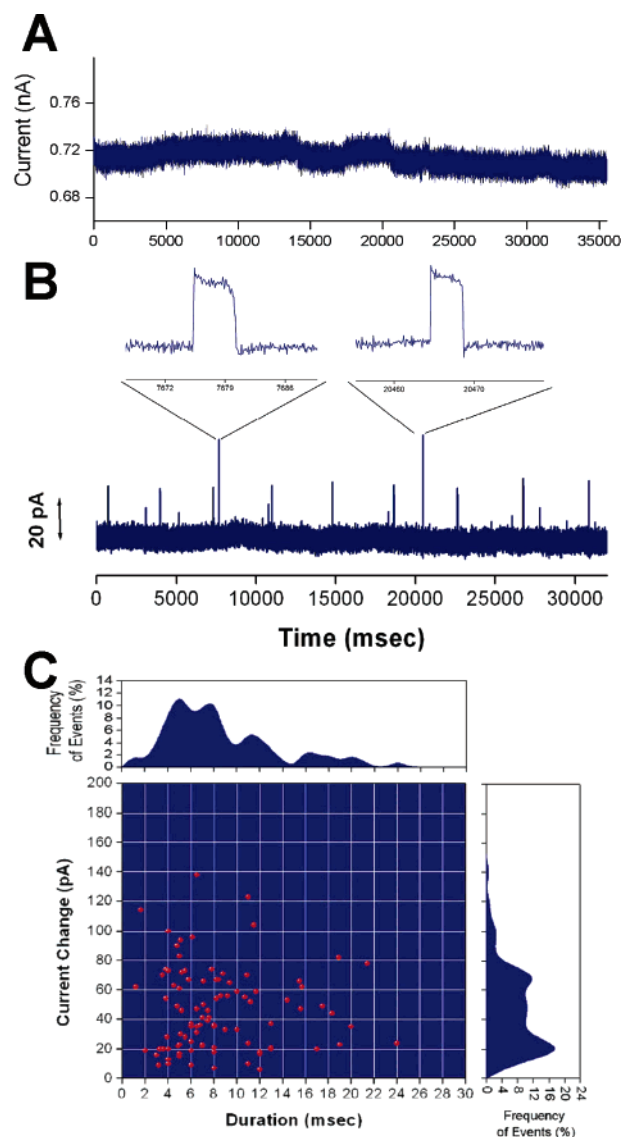 A
Current (nA)
0.76
0.72
0.68
0 5000 10000 15000 20000 25000 30000 35000
B
7672 7679 7686
20460 20470
20 pA
0 5000 10000 15000 20000 25000 30000
Time (msec)
C
Frequency
of Events (%)
14
12
10
8
6
4
2
0
200
180
160
140
120
100
80
60
40
20
0
Current Change (pA)
0 2 4 6 8 10 12 14 16 18 20 22 24 26 28 30
Duration (msec)
0 4 8 12 16 20 24
Frequency
of Events (%)